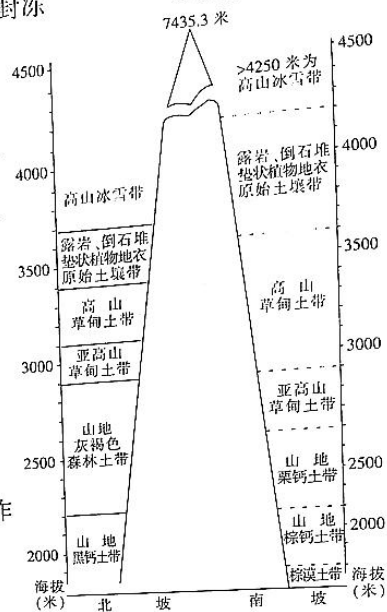 封冻
7435.3 米
4500
4000
3500
3000
2500
2000
海拔
(米)
高山冰雪带
露岩、倒石堆
垫状植物地衣
原始土壤带
高 山
草甸土带
亚高山
草甸土带
山地
灰褐色
森林土带
山 地
黑钙土带
北 坡
>4250 米为
高山冰雪带
露岩、倒石堆
垫状植物地衣
原始土壤带
高 山
草甸土带
亚高山
草甸土带
山 地
栗钙土带
山 地
棕钙土带
棕漠土带
南 坡
4500
4000
3500
3000
2500
2000
海拔
(米)
作